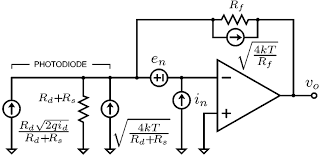 R_f
PHOTODIODE
e_n
√(4kT/R_f)
R_d+R_s
i_n
v_o
R_d√(2qi_d)/(R_d+R_s)
√(4kT/(R_d+R_s))